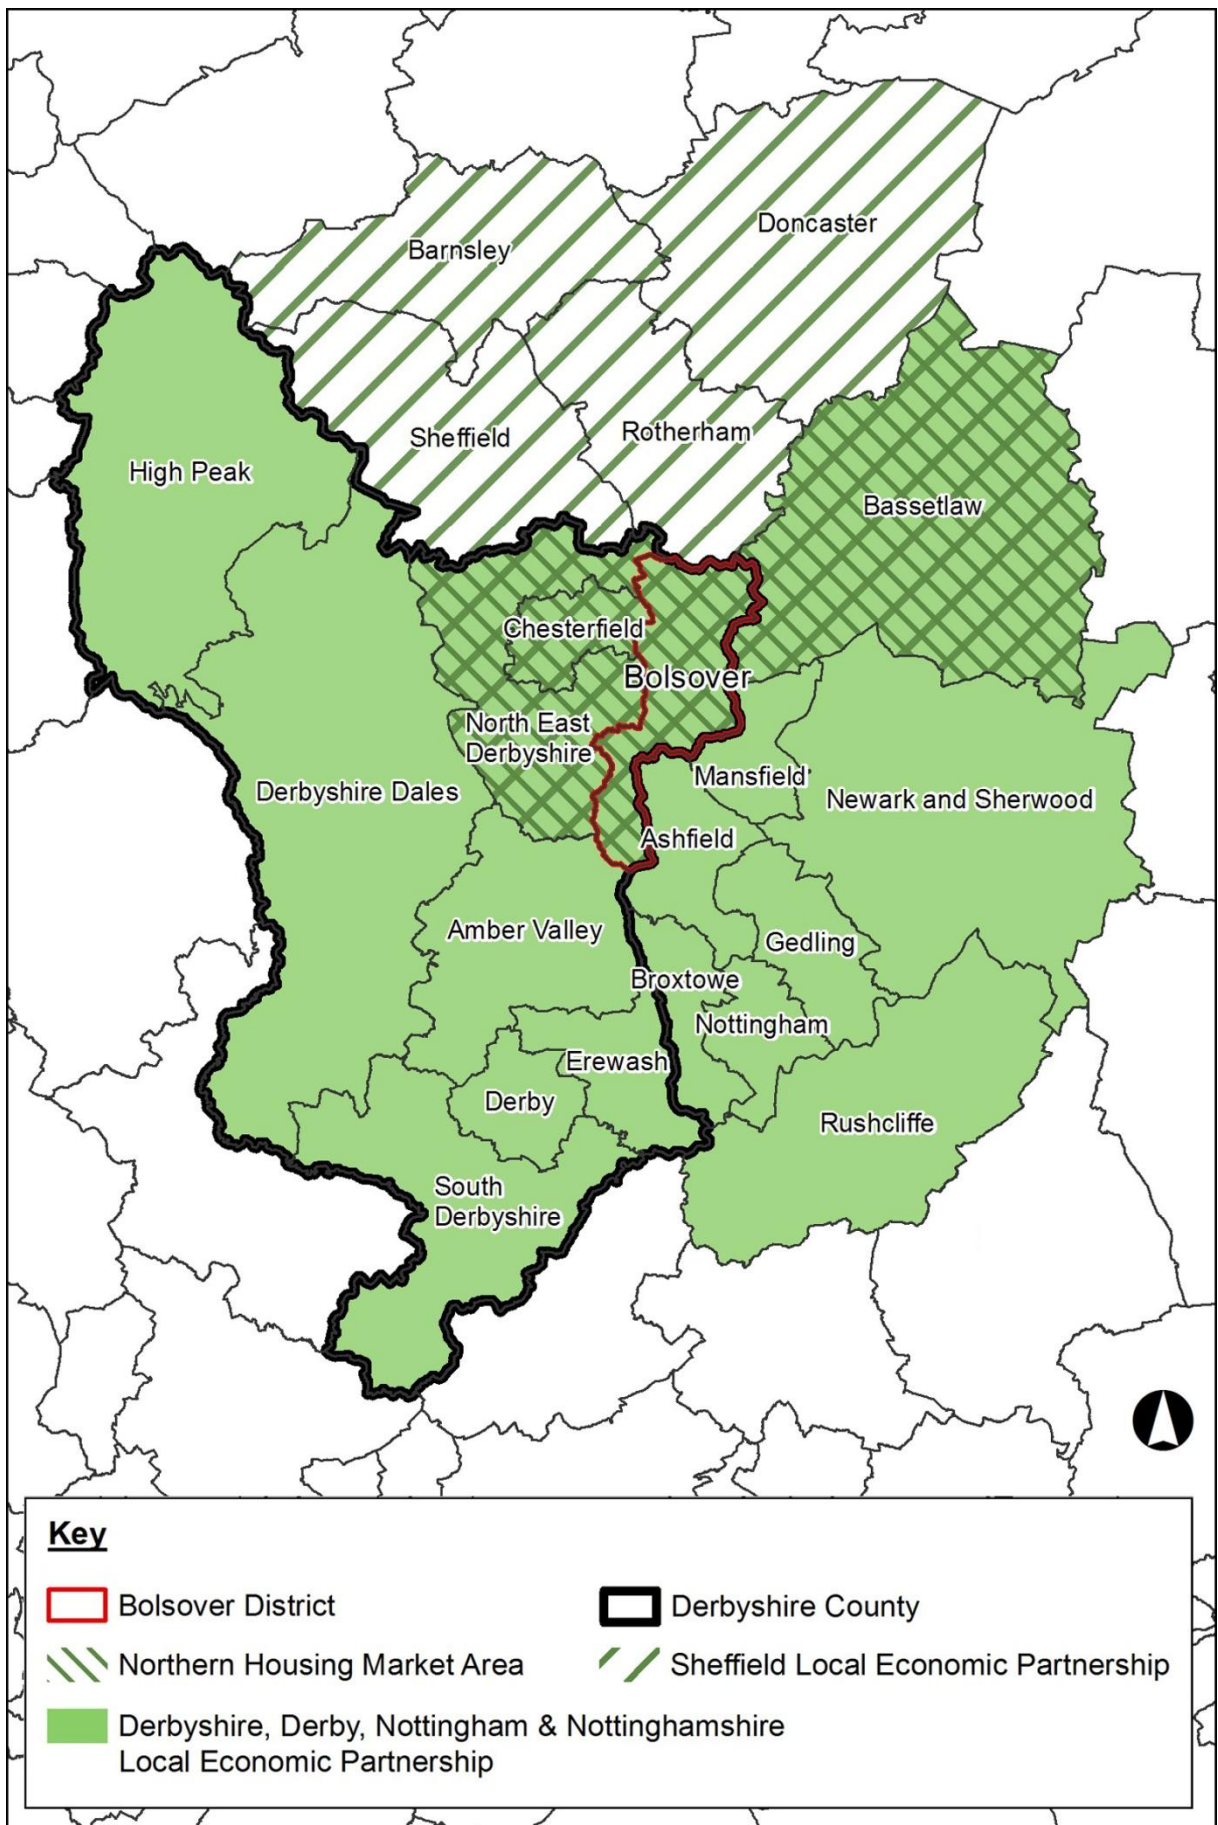 Doncaster
Barnsley
Rotherham
Sheffield
High Peak
Bassetlaw
Chesterfield
Bolsover
North East
Derbyshire
Mansfield
Derbyshire Dales
Newark and Sherwood
Ashfield
Amber Valley
Gedling
Broxtowe
Nottingham
Erewash
Derby
Rushcliffe
South
Derbyshire
Key
Bolsover District
Derbyshire County
Northern Housing Market Area
Sheffield Local Economic Partnership
Derbyshire, Derby, Nottingham & Nottinghamshire
Local Economic Partnership